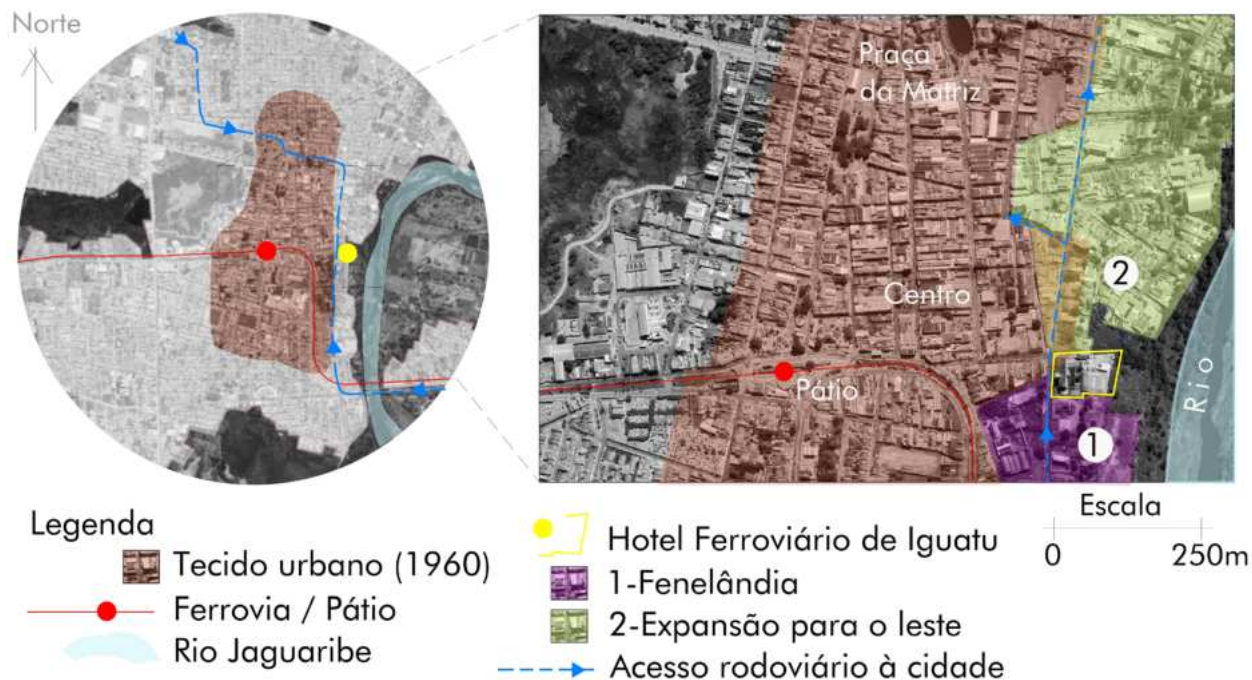 Norte
Praça
da Matriz
Centro
Pátio
2
1
Rio
Legenda
Tecido urbano (1960)
Ferrovia / Pátio
Rio Jaguaribe
Hotel Ferroviário de Iguatu
1-Fenelândia
2-Expansão para o leste
Acesso rodoviário à cidade
Escala
0 250m